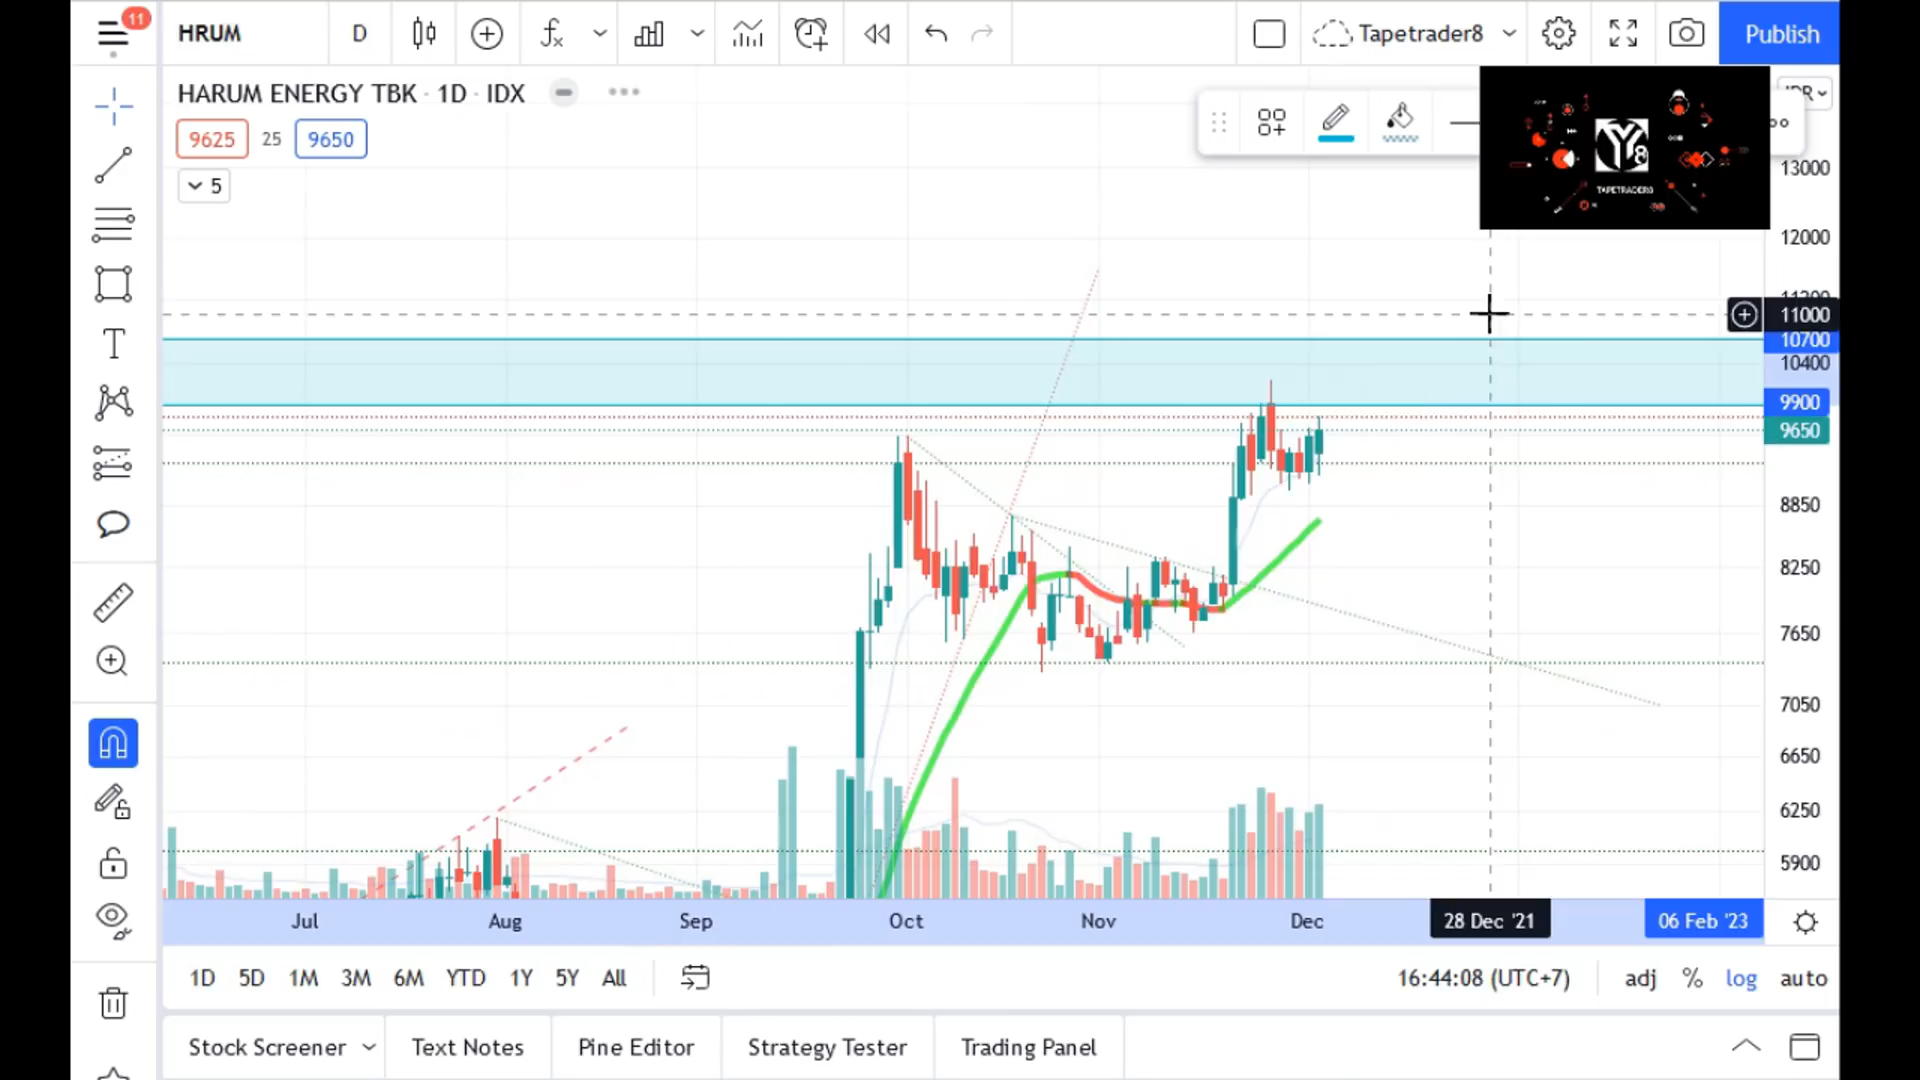 11
HRUM
D
Tapetrader8
Publish
HARUM ENERGY TBK · 1D · IDX
9625
25
9650
5
TAPETRADER8
13000
12000
11000
10700
10400
9900
9650
8850
8250
7650
7050
6650
6250
5900
Jul
Aug
Sep
Oct
Nov
Dec
28 Dec '21
06 Feb '23
1D
5D
1M
3M
6M
YTD
1Y
5Y
All
16:44:08 (UTC+7)
adj
%
log
auto
Stock Screener
Text Notes
Pine Editor
Strategy Tester
Trading Panel